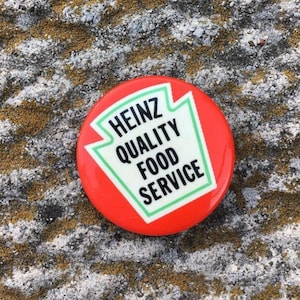 HEINZ
QUALITY
FOOD
SERVICE